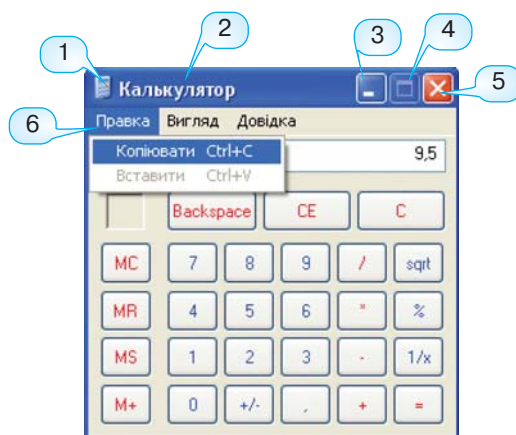 1 2 3 4
Калькулятор
5
6 Правка Вигляд Довідка
Копіювати Ctrl+C 9,5
Вставити Ctrl+V
Backspace CE C
MC 7 8 9 / sqrt
MR 4 5 6 * %
MS 1 2 3 - 1/x
M+ 0 +/- , + =